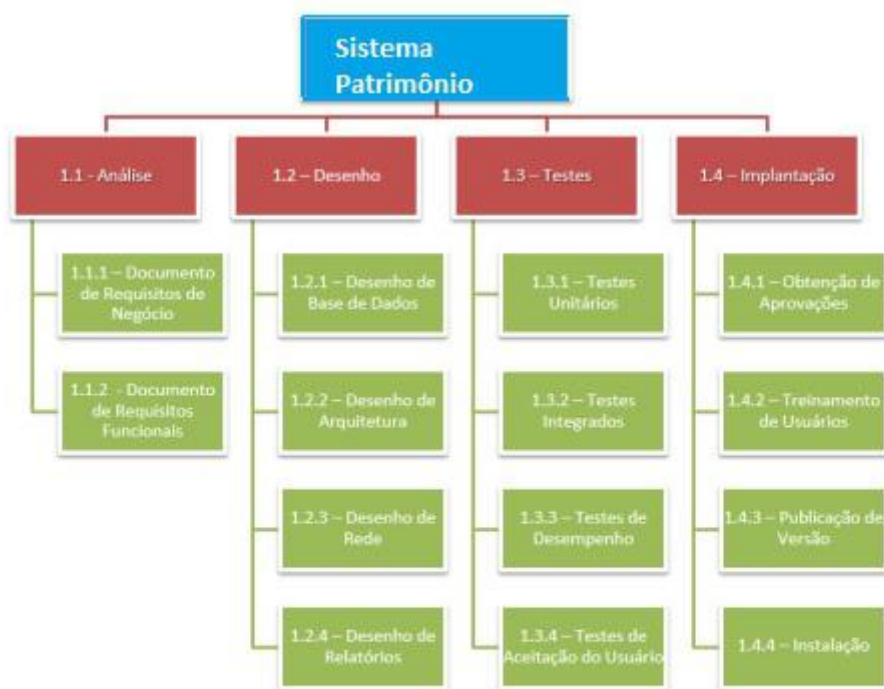 Sistema
Patrimônio
1.1 - Análise
1.2 – Desenho
1.3 – Testes
1.4 – Implantação
1.1.1 – Documento
de Requisitos de
Negócio
1.1.2 - Documento
de Requisitos
Funcionais
1.2.1 – Desenho de
Base de Dados
1.2.2 – Desenho de
Arquitetura
1.2.3 – Desenho de
Rede
1.2.4 – Desenho de
Relatórios
1.3.1 – Testes
Unitários
1.3.2 – Testes
Integrados
1.3.3 – Testes de
Desempenho
1.3.4 – Testes de
Aceitação do Usuário
1.4.1 – Obtenção de
Aprovações
1.4.2 – Treinamento
de Usuários
1.4.3 – Publicação de
Versão
1.4.4 – Instalação